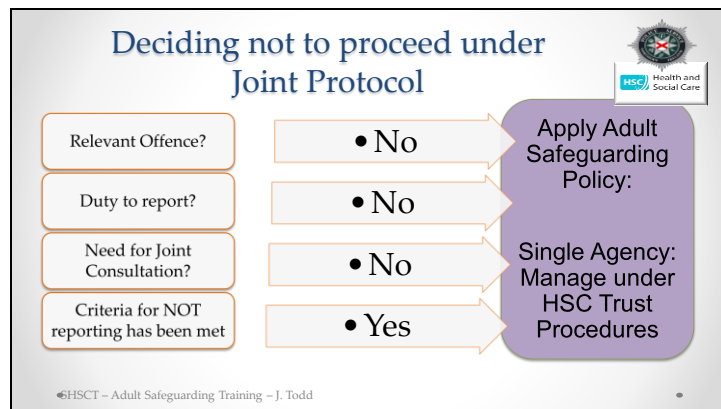 Deciding not to proceed under
Joint Protocol
HSC Health and
Social Care
Relevant Offence?
• No
Duty to report?
• No
Need for Joint
Consultation?
• No
Criteria for NOT
reporting has been met
• Yes
Apply Adult
Safeguarding
Policy:
Single Agency:
Manage under
HSC Trust
Procedures
SHSCT – Adult Safeguarding Training – J. Todd